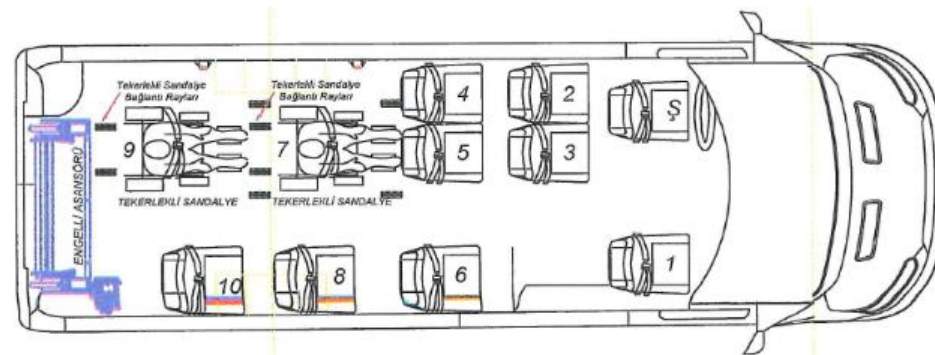 Tekerlekli Sandalye
Bağlantı Rayları
Tekerlekli Sandalye
Bağlantı Rayları
4
2
Ş
9
7
5
3
ENGELLİ ASANSÖRÜ
TEKERLEKLİ SANDALYE
TEKERLEKLİ SANDALYE
10
8
6
1